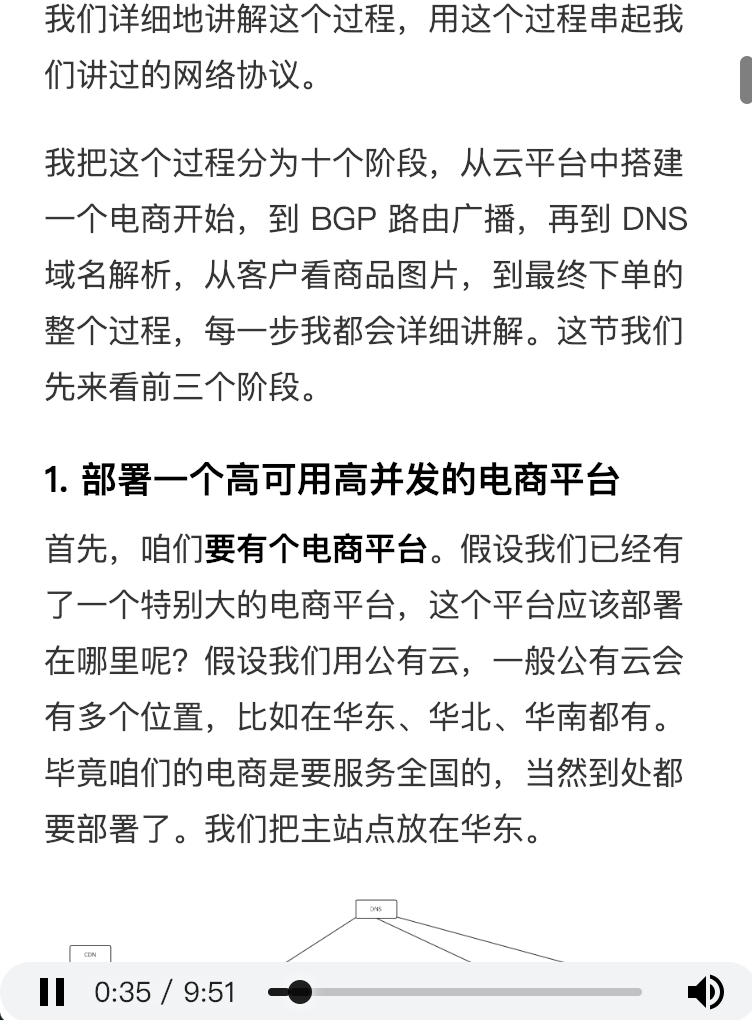 我们详细地讲解这个过程，用这个过程串起我
们讲过的网络协议。
我把这个过程分为十个阶段，从云平台中搭建
一个电商开始，到 BGP 路由广播，再到 DNS
域名解析，从客户看商品图片，到最终下单的
整个过程，每一步我都会详细讲解。这节我们
先来看前三个阶段。
1. 部署一个高可用高并发的电商平台
首先，咱们要有个电商平台。假设我们已经有
了一个特别大的电商平台，这个平台应该部署
在哪里呢？假设我们用公有云，一般公有云会
有多个位置，比如在华东、华北、华南都有。
毕竟咱们的电商是要服务全国的，当然到处都
要部署了。我们把主站点放在华东。
DNS
CDN
0:35 / 9:51